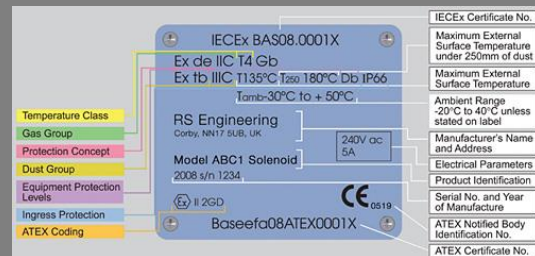 IECEx BAS08.0001X
Ex de IIC T4 Gb
Ex tb IIIC T135°C T250 180°C Db IP66
Tamb-30°C to + 50°C
RS Engineering
Corby, NN17 5UB, UK
240V ac
5A
Model ABC1 Solenoid
2008 s/n 1234
Ex II 2GD
CE 0519
Baseefa08ATEX0001X
Temperature Class
Gas Group
Protection Concept
Dust Group
Equipment Protection
Levels
Ingress Protection
ATEX Coding
IECEx Certificate No.
Maximum External
Surface Temperature
under 250mm of dust
Maximum External
Surface Temperature
Ambient Range
-20°C to 40°C unless
stated on label
Manufacturer's Name
and Address
Electrical Parameters
Product Identification
Serial No. and Year
of Manufacture
ATEX Notified Body
Identification No.
ATEX Certificate No.